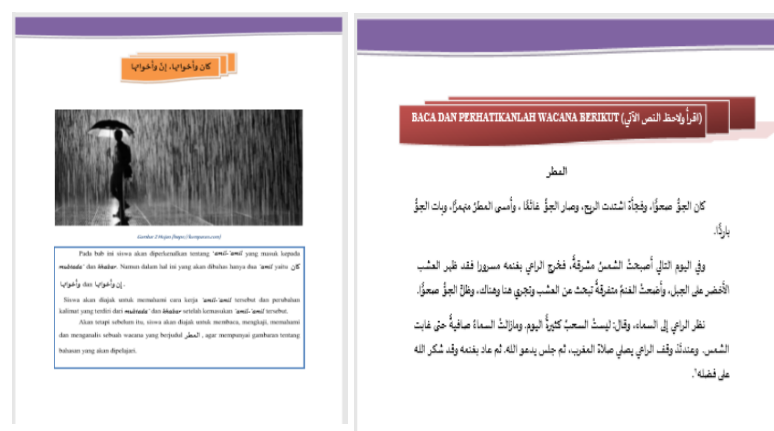 كان وأخواتها، إنّ وأخواتها
Gambar 2 Hujan (https://kompasiana.com)
Pada bab ini siswa akan diperkenalkan tentang 'amil-'amil yang masuk kepada
mubtada' dan khabar. Namun dalam hal ini yang akan dibahas hanya dua 'amil yaitu كان
وأخواتها dan إن وأخواتها.
Siswa akan diajak untuk memahami cara kerja 'amil-'amil tersebut dan perubahan
kalimat yang terdiri dari mubtada' dan khabar setelah kemasukan 'amil-'amil tersebut.
Akan tetapi sebelum itu, siswa akan diajak untuk membaca, mengkaji, memahami
dan menganalis sebuah wacana yang berjudul المطر, agar mempunyai gambaran tentang
bahasan yang akan dipelajari.
BACA DAN PERHATIKANLAH WACANA BERIKUT (اقرأ ولاحظ النص الآتي)
المطر
كان الجوُّ صحوًا، وفجأة اشتدت الريح، وصار الجوُّ غائمًا ، وأمسى المطرُ منهمرًا، وبات الجوُّ
باردًا.
وفي اليوم التالي أصبحتْ الشمسُ مشرقةً، فخرج الراعي بغنمه مسرورا فقد ظهر العشب
الأخضر على الجبل، وأضحتْ الغنمُ متفرقةً تبحث عن العشب وتجري هنا وهناك، وظلّ الجوُّ صحوًا.
نظر الراعي إلى السماء، وقال: ليستْ السحبُ كثيرةً اليوم. ومازالتْ السماءُ صافيةً حتى غابت
الشمس. وعندئذ وقف الراعي يصلي صلاة المغرب، ثم جلس يدعو الله. ثم عاد بغنمه وقد شكر الله
على فضله